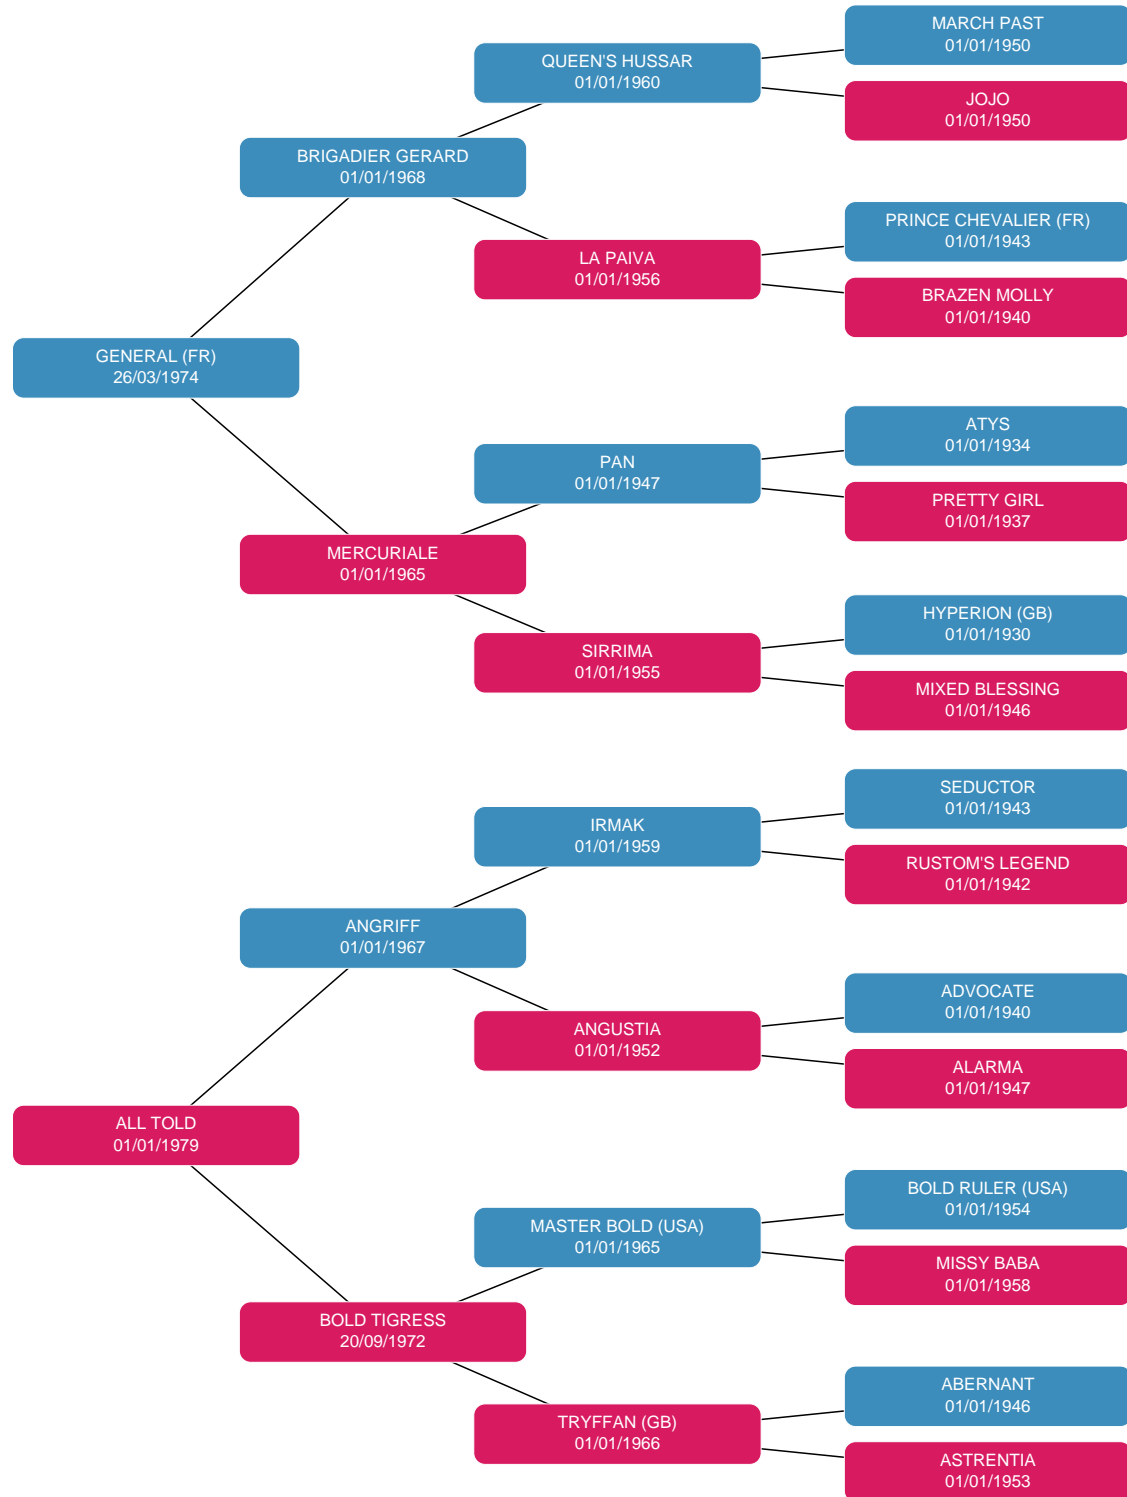 MARCH PAST
01/01/1950
QUEEN'S HUSSAR
01/01/1960
JOJO
01/01/1950
BRIGADIER GERARD
01/01/1968
PRINCE CHEVALIER (FR)
01/01/1943
LA PAIVA
01/01/1956
BRAZEN MOLLY
01/01/1940
GENERAL (FR)
26/03/1974
ATYS
01/01/1934
PAN
01/01/1947
PRETTY GIRL
01/01/1937
MERCURIALE
01/01/1965
HYPERION (GB)
01/01/1930
SIRRIMA
01/01/1955
MIXED BLESSING
01/01/1946
SEDUCTOR
01/01/1943
IRMAK
01/01/1959
RUSTOM'S LEGEND
01/01/1942
ANGRIFF
01/01/1967
ADVOCATE
01/01/1940
ANGUSTIA
01/01/1952
ALARMA
01/01/1947
ALL TOLD
01/01/1979
BOLD RULER (USA)
01/01/1954
MASTER BOLD (USA)
01/01/1965
MISSY BABA
01/01/1958
BOLD TIGRESS
20/09/1972
ABERNANT
01/01/1946
TRYFFAN (GB)
01/01/1966
ASTRENTIA
01/01/1953